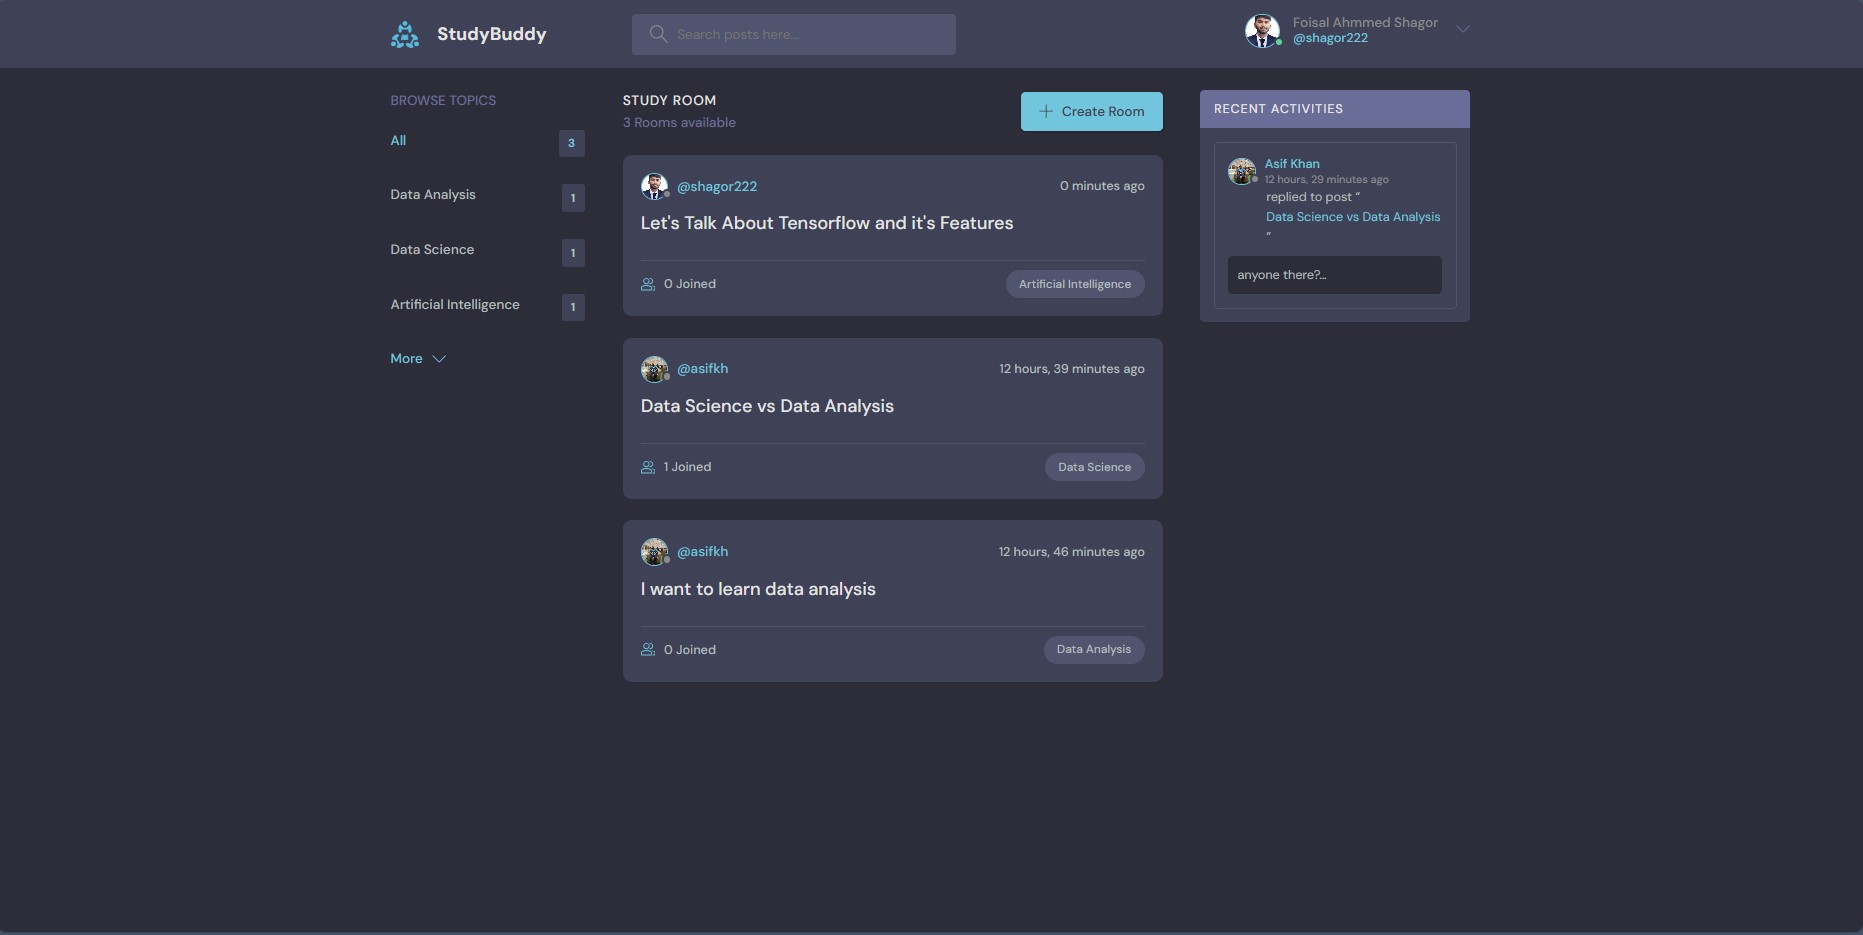 StudyBuddy
Search posts here...
Foisal Ahmmed Shagor
@shagor222
BROWSE TOPICS
All 3
Data Analysis 1
Data Science 1
Artificial Intelligence 1
More
STUDY ROOM
3 Rooms available
Create Room
@shagor222 0 minutes ago
Let's Talk About Tensorflow and it's Features
0 Joined Artificial Intelligence
@asifkh 12 hours, 39 minutes ago
Data Science vs Data Analysis
1 Joined Data Science
@asifkh 12 hours, 46 minutes ago
I want to learn data analysis
0 Joined Data Analysis
RECENT ACTIVITIES
Asif Khan
12 hours, 29 minutes ago
replied to post “
Data Science vs Data Analysis
”
anyone there?...